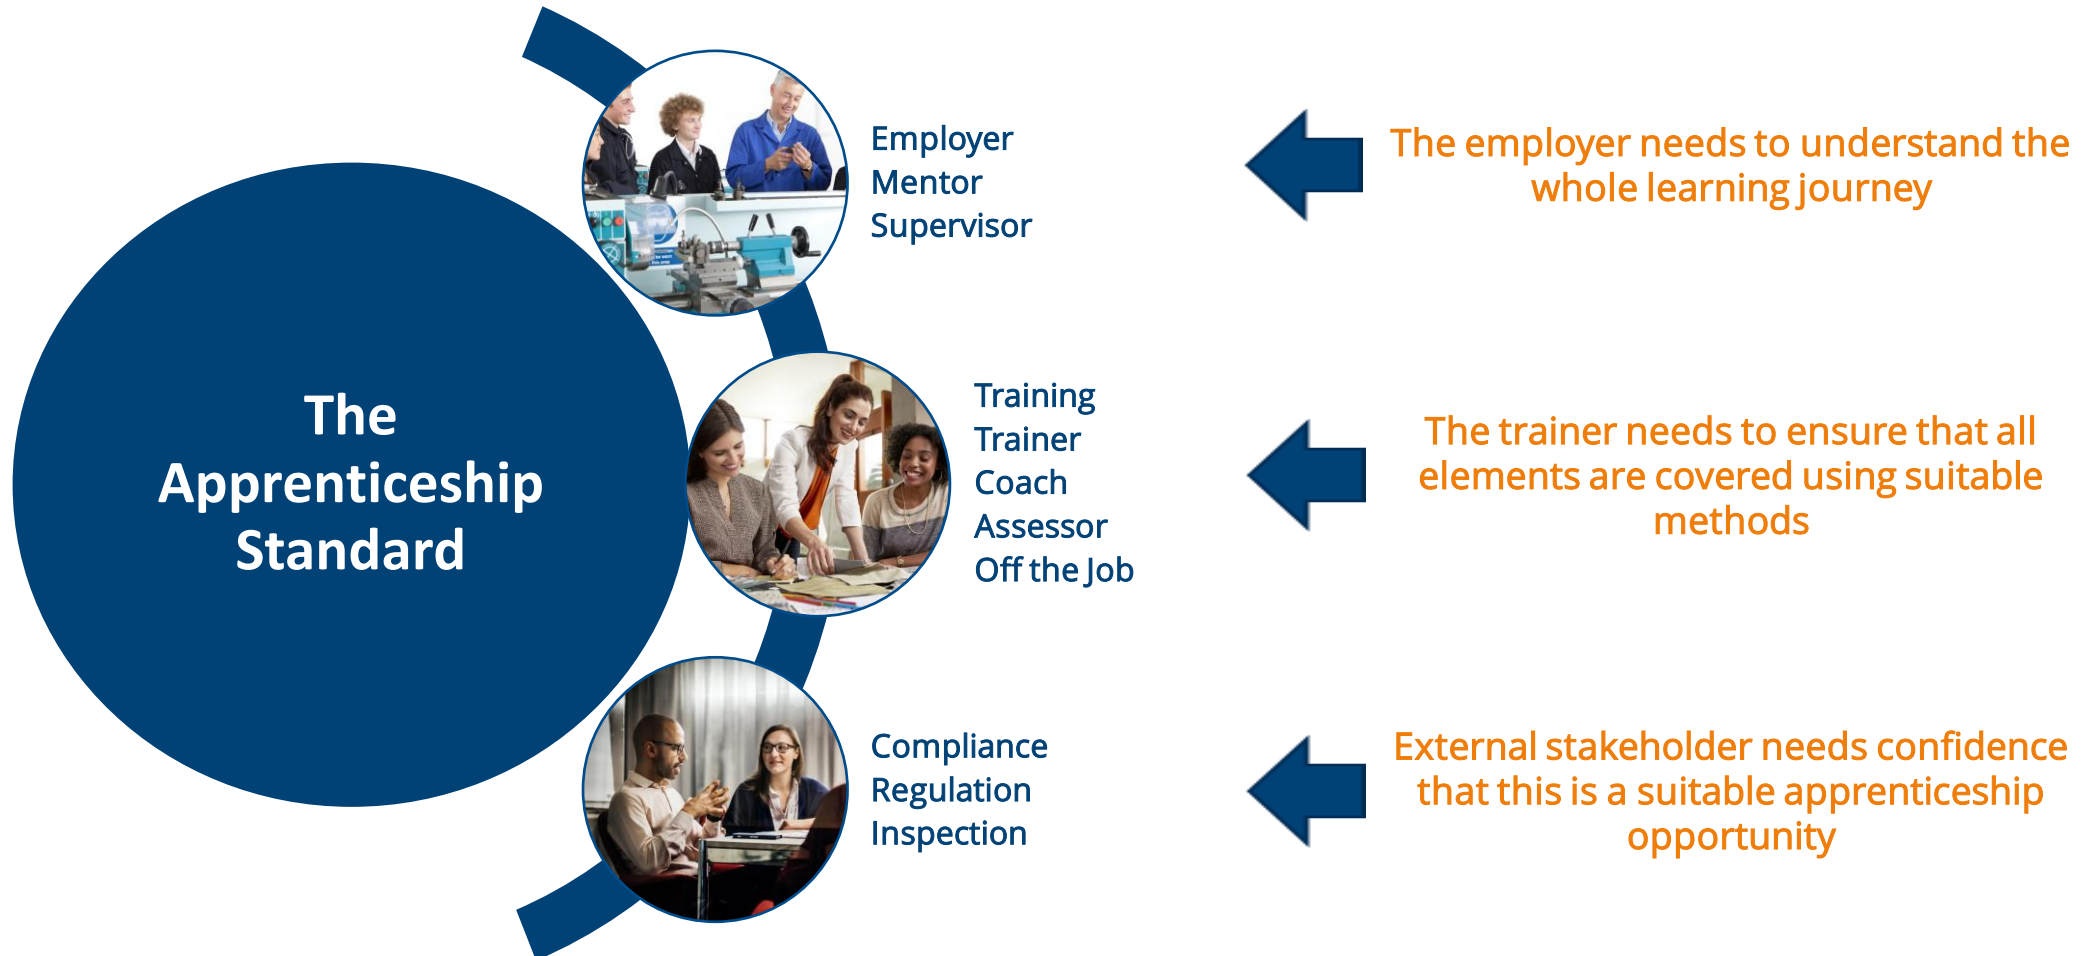 The
Apprenticeship
Standard
Employer
Mentor
Supervisor
The employer needs to understand the
whole learning journey
Training
Trainer
Coach
Assessor
Off the Job
The trainer needs to ensure that all
elements are covered using suitable
methods
Compliance
Regulation
Inspection
External stakeholder needs confidence
that this is a suitable apprenticeship
opportunity